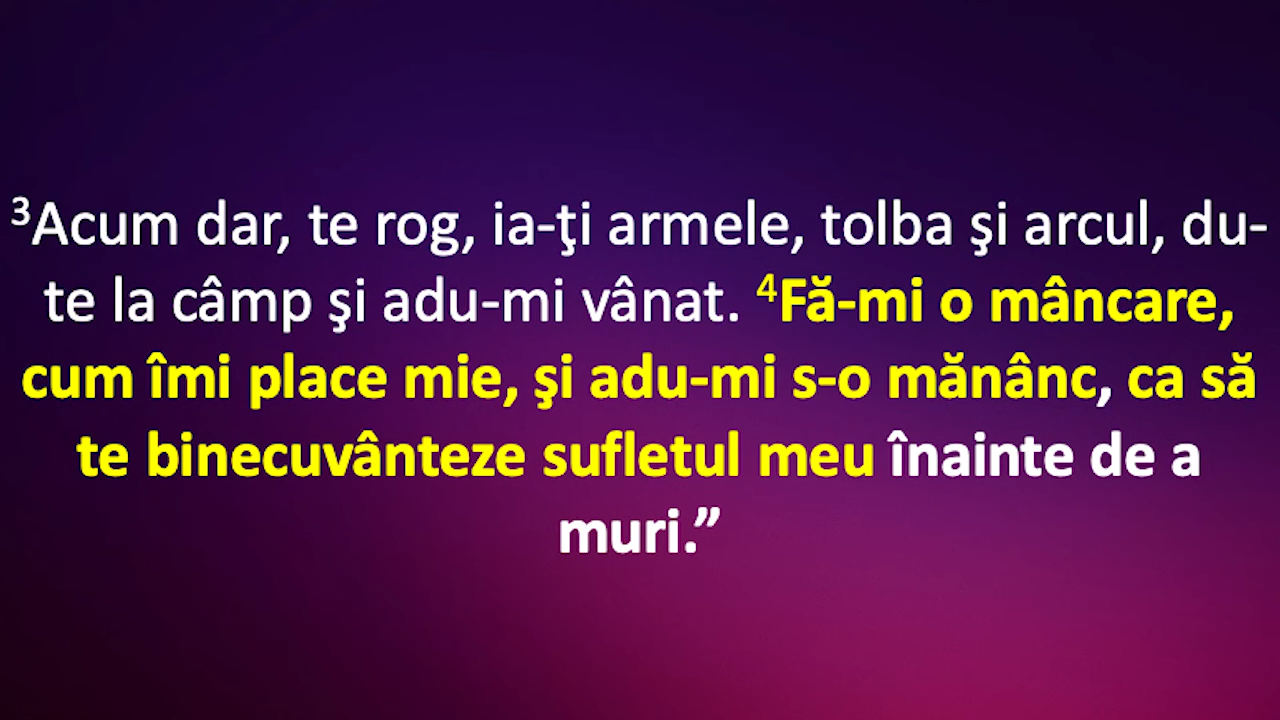 ³Acum dar, te rog, ia-ţi armele, tolba şi arcul, du-
te la câmp şi adu-mi vânat. ⁴Fă-mi o mâncare,
cum îmi place mie, şi adu-mi s-o mănânc, ca să
te binecuvânteze sufletul meu înainte de a
muri.”